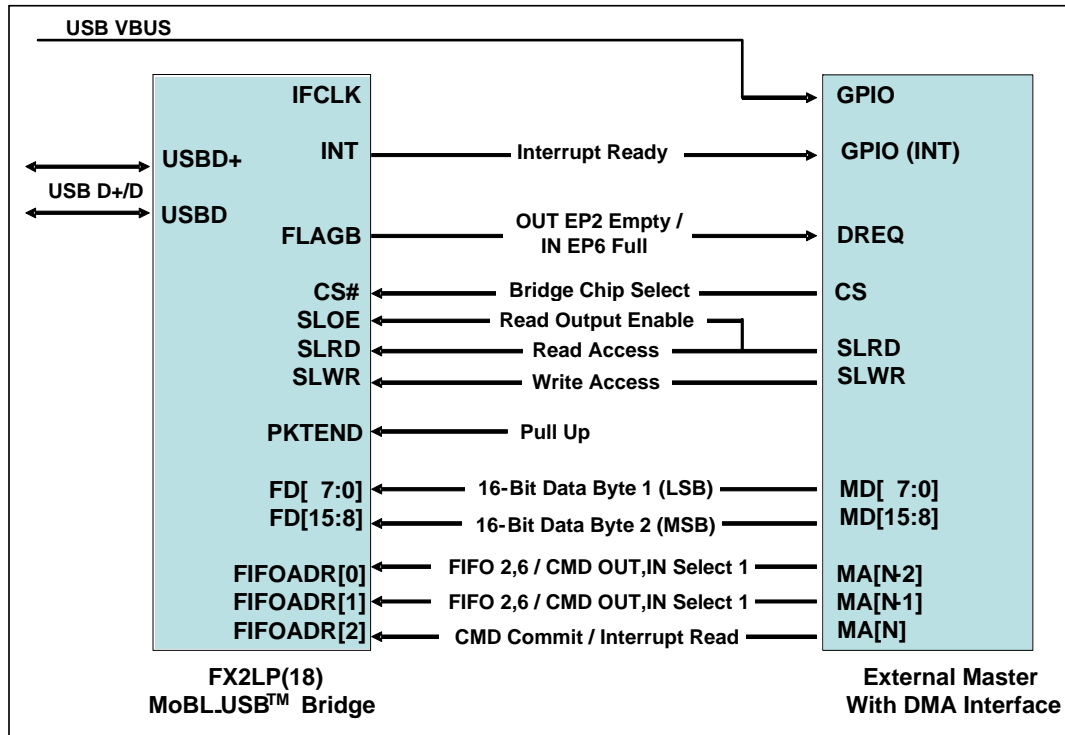 USB VBUS
IFCLK
GPIO
USBD+
INT
Interrupt Ready
GPIO (INT)
USB D+/D
USBD
FLAGB
OUT EP2 Empty /
IN EP6 Full
DREQ
CS#
Bridge Chip Select
CS
SLOE
Read Output Enable
SLRD
Read Access
SLRD
SLWR
Write Access
SLWR
PKTEND
Pull Up
FD[ 7:0]
16-Bit Data Byte 1 (LSB)
MD[ 7:0]
FD[15:8]
16-Bit Data Byte 2 (MSB)
MD[15:8]
FIFOADR[0]
FIFO 2,6 / CMD OUT,IN Select 1
MA[N-2]
FIFOADR[1]
FIFO 2,6 / CMD OUT,IN Select 1
MA[N-1]
FIFOADR[2]
CMD Commit / Interrupt Read
MA[N]
FX2LP(18)
MoBL-USB™ Bridge
External Master
With DMA Interface